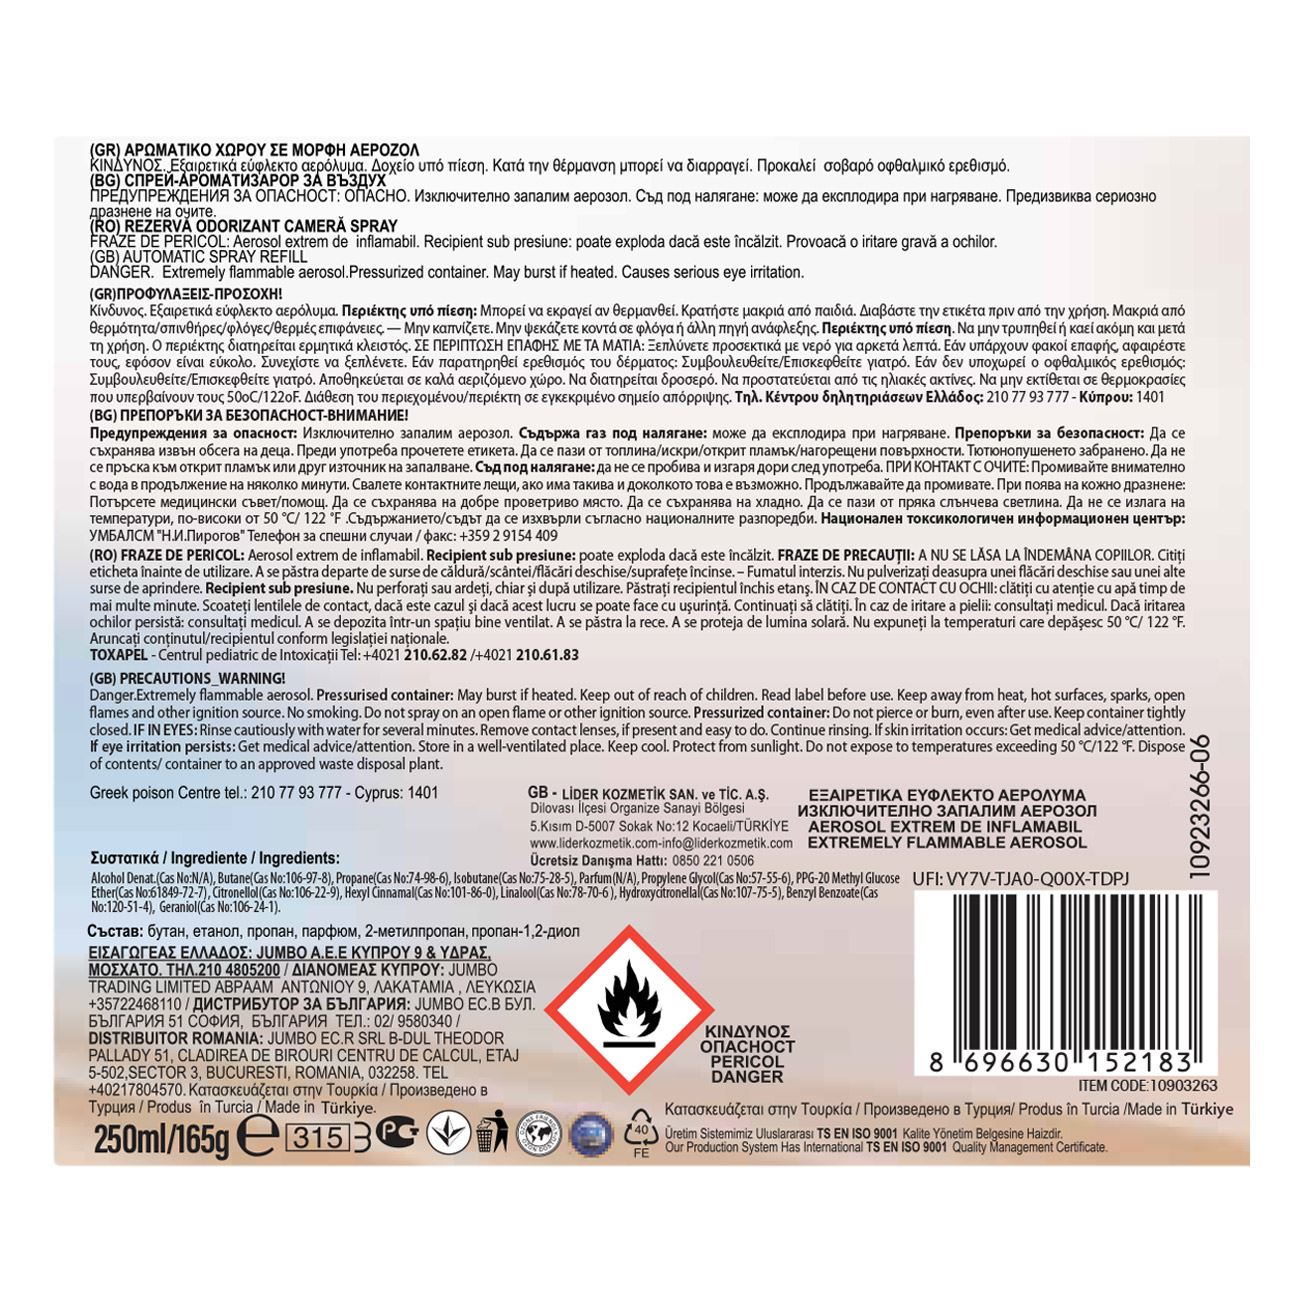 (GR) ΑΡΩΜΑΤΙΚΟ ΧΩΡΟΥ ΣΕ ΜΟΡΦΗ ΑΕΡΟΖΟΛ
ΚΙΝΔΥΝΟΣ. Εξαιρετικά εύφλεκτο αερόλυμα. Δοχείο υπό πίεση. Κατά την θέρμανση μπορεί να διαρραγεί. Προκαλεί σοβαρό οφθαλμικό ερεθισμό.
(BG) СПРЕЙ-АРОМАТИЗАРОР ЗА ВЪЗДУХ
ПРЕДУПРЕЖДЕНИЯ ЗА ОПАСНОСТ: ОПАСНО. Изключително запалим аерозол. Съд под налягане: може да експлодира при нагряване. Предизвиква сериозно
дразнене на очите.
(RO) REZERVĂ ODORIZANT CAMERĂ SPRAY
FRAZE DE PERICOL: Aerosol extrem de inflamabil. Recipient sub presiune: poate exploda dacă este încălzit. Provoacă o iritare gravă a ochilor.
(GB) AUTOMATIC SPRAY REFILL
DANGER. Extremely flammable aerosol.Pressurized container. May burst if heated. Causes serious eye irritation.
(GR)ΠΡΟΦΥΛΑΞΕΙΣ-ΠΡΟΣΟΧΗ!
Κίνδυνος. Εξαιρετικά εύφλεκτο αερόλυμα. Περιέκτης υπό πίεση: Μπορεί να εκραγεί αν θερμανθεί. Κρατήστε μακριά από παιδιά. Διαβάστε την ετικέτα πριν από την χρήση. Μακριά από
θερμότητα/σπινθήρες/φλόγες/θερμές επιφάνειες. — Μην καπνίζετε. Μην ψεκάζετε κοντά σε φλόγα ή άλλη πηγή ανάφλεξης. Περιέκτης υπό πίεση. Να μην τρυπηθεί ή καεί ακόμη και μετά
τη χρήση. Ο περιέκτης διατηρείται ερμητικά κλειστός. ΣΕ ΠΕΡΙΠΤΩΣΗ ΕΠΑΦΗΣ ΜΕ ΤΑ ΜΑΤΙΑ: Ξεπλύνετε προσεκτικά με νερό για αρκετά λεπτά. Εάν υπάρχουν φακοί επαφής, αφαιρέστε
τους, εφόσον είναι εύκολο. Συνεχίστε να ξεπλένετε. Εάν παρατηρηθεί ερεθισμός του δέρματος: Συμβουλευθείτε/Επισκεφθείτε γιατρό. Εάν δεν υποχωρεί ο οφθαλμικός ερεθισμός:
Συμβουλευθείτε/Επισκεφθείτε γιατρό. Αποθηκεύεται σε καλά αεριζόμενο χώρο. Να διατηρείται δροσερό. Να προστατεύεται από τις ηλιακές ακτίνες. Να μην εκτίθεται σε θερμοκρασίες
που υπερβαίνουν τους 50οC/122oF. Διάθεση του περιεχομένου/περιέκτη σε εγκεκριμένο σημείο απόρριψης. Τηλ. Κέντρου δηλητηριάσεων Ελλάδος: 210 77 93 777 - Κύπρου: 1401
(BG) ПРЕПОРЪКИ ЗА БЕЗОПАСНОСТ-ВНИМАНИЕ!
Предупреждения за опасност: Изключително запалим аерозол. Съдържа газ под налягане: може да експлодира при нагряване. Препоръки за безопасност: Да се
съхранява извън обсега на деца. Преди употреба прочетете етикета. Да се пази от топлина/искри/открит пламък/нагорещени повърхности. Тютюнопушенето забранено. Да не
се пръска към открит пламък или друг източник на запалване. Съд под налягане: да не се пробива и изгаря дори след употреба. ПРИ КОНТАКТ С ОЧИТЕ: Промивайте внимателно
с вода в продължение на няколко минути. Свалете контактните лещи, ако има такива и доколкото това е възможно. Продължавайте да промивате. При поява на кожно дразнене:
Потърсете медицински съвет/помощ. Да се съхранява на добре проветриво място. Да се съхранява на хладно. Да се пази от пряка слънчева светлина. Да не се излага на
температури, по-високи от 50 °C/ 122 °F .Съдържанието/съдът да се изхвърли съгласно националните разпоредби. Национален токсикологичен информационен център:
УМБАЛСМ "Н.И.Пирогов" Телефон за спешни случаи / факс: +359 2 9154 409
(RO) FRAZE DE PERICOL: Aerosol extrem de inflamabil. Recipient sub presiune: poate exploda dacă este încălzit. FRAZE DE PRECAUȚII: A NU SE LĂSA LA ÎNDEMÂNA COPIILOR. Citiți
eticheta înainte de utilizare. A se păstra departe de surse de căldură/scântei/flăcări deschise/suprafețe încinse. – Fumatul interzis. Nu pulverizați deasupra unei flăcări deschise sau unei alte
surse de aprindere. Recipient sub presiune. Nu perforați sau ardeți, chiar și după utilizare. Păstrați recipientul închis etanș. ÎN CAZ DE CONTACT CU OCHII: clătiți cu atenție cu apă timp de
mai multe minute. Scoateți lentilele de contact, dacă este cazul și dacă acest lucru se poate face cu ușurință. Continuați să clătiți. În caz de iritare a pielii: consultați medicul. Dacă iritarea
ochilor persistă: consultați medicul. A se depozita într-un spațiu bine ventilat. A se păstra la rece. A se proteja de lumina solară. Nu expuneți la temperaturi care depășesc 50 °C/ 122 °F.
Aruncați conținutul/recipientul conform legislației naționale.
TOXAPEL - Centrul pediatric de Intoxicații Tel: +4021 210.62.82 /+4021 210.61.83
(GB) PRECAUTIONS_WARNING!
Danger.Extremely flammable aerosol. Pressurised container: May burst if heated. Keep out of reach of children. Read label before use. Keep away from heat, hot surfaces, sparks, open
flames and other ignition source. No smoking. Do not spray on an open flame or other ignition source. Pressurized container: Do not pierce or burn, even after use. Keep container tightly
closed. IF IN EYES: Rinse cautiously with water for several minutes. Remove contact lenses, if present and easy to do. Continue rinsing. If skin irritation occurs: Get medical advice/attention.
If eye irritation persists: Get medical advice/attention. Store in a well-ventilated place. Keep cool. Protect from sunlight. Do not expose to temperatures exceeding 50 °C/122 °F. Dispose
of contents/ container to an approved waste disposal plant.
Greek poison Centre tel.: 210 77 93 777 - Cyprus: 1401
GB - LİDER KOZMETİK SAN. ve TİC. A.Ş.
Dilovası İlçesi Organize Sanayi Bölgesi
5.Kısım D-5007 Sokak No:12 Kocaeli/TÜRKİYE
www.liderkozmetik.com-info@liderkozmetik.com
Ücretsiz Danışma Hattı: 0850 221 0506
ΕΞΑΙΡΕΤΙΚΑ ΕΥΦΛΕΚΤΟ ΑΕΡΟΛΥΜΑ
ИЗКЛЮЧИТЕЛНО ЗАПАЛИМ АЕРОЗОЛ
AEROSOL EXTREM DE INFLAMABIL
EXTREMELY FLAMMABLE AEROSOL
10923266-06
Συστατικά / Ingrediente / Ingredients:
Alcohol Denat.(Cas No:N/A), Butane(Cas No:106-97-8), Propane(Cas No:74-98-6), Isobutane(Cas No:75-28-5), Parfum(N/A), Propylene Glycol(Cas No:57-55-6), PPG-20 Methyl Glucose
Ether(Cas No:61849-72-7), Citronellol(Cas No:106-22-9), Hexyl Cinnamal(Cas No:101-86-0), Linalool(Cas No:78-70-6 ), Hydroxycitronellal(Cas No:107-75-5), Benzyl Benzoate(Cas
No:120-51-4), Geraniol(Cas No:106-24-1).
UFI: VY7V-TJA0-Q00X-TDPJ
Състав: бутан, етанол, пропан, парфюм, 2-метилпропан, пропан-1,2-диол
ΕΙΣΑΓΩΓΕΑΣ ΕΛΛΑΔΟΣ: JUMBO A.E.E ΚΥΠΡΟΥ 9 & ΥΔΡΑΣ,
ΜΟΣΧΑΤΟ. ΤΗΛ.210 4805200 / ΔΙΑΝΟΜΕΑΣ ΚΥΠΡΟΥ: JUMBO
TRADING LIMITED ΑΒΡΑΑΜ ΑΝΤΩΝΙΟΥ 9, ΛΑΚΑΤΑΜΙΑ , ΛΕΥΚΩΣΙΑ
+35722468110 / ДИСТРИБУТОР ЗА БЪЛГАРИЯ: JUMBO EC.B БУЛ.
БЪЛГАРИЯ 51 СОФИЯ, БЪЛГАРИЯ ТЕЛ.: 02/ 9580340 /
DISTRIBUITOR ROMANIA: JUMBO EC.R SRL B-DUL THEODOR
PALLADY 51, CLADIREA DE BIROURI CENTRU DE CALCUL, ETAJ
5-502,SECTOR 3, BUCURESTI, ROMANIA, 032258. TEL
+40217804570. Κατασκευάζεται στην Τουρκία / Произведено в
Турция / Produs în Turcia / Made in Türkiye.
ΚΙΝΔΥΝΟΣ
ОПАСНОСТ
PERICOL
DANGER
8 696630 152183
ITEM CODE:10903263
250ml/165g
315
40
FE
Κατασκευάζεται στην Τουρκία / Произведено в Турция/ Produs în Turcia /Made in Türkiye
Üretim Sistemimiz Uluslararası TS EN ISO 9001 Kalite Yönetim Belgesine Haizdir.
Our Production System Has International TS EN ISO 9001 Quality Management Certificate.